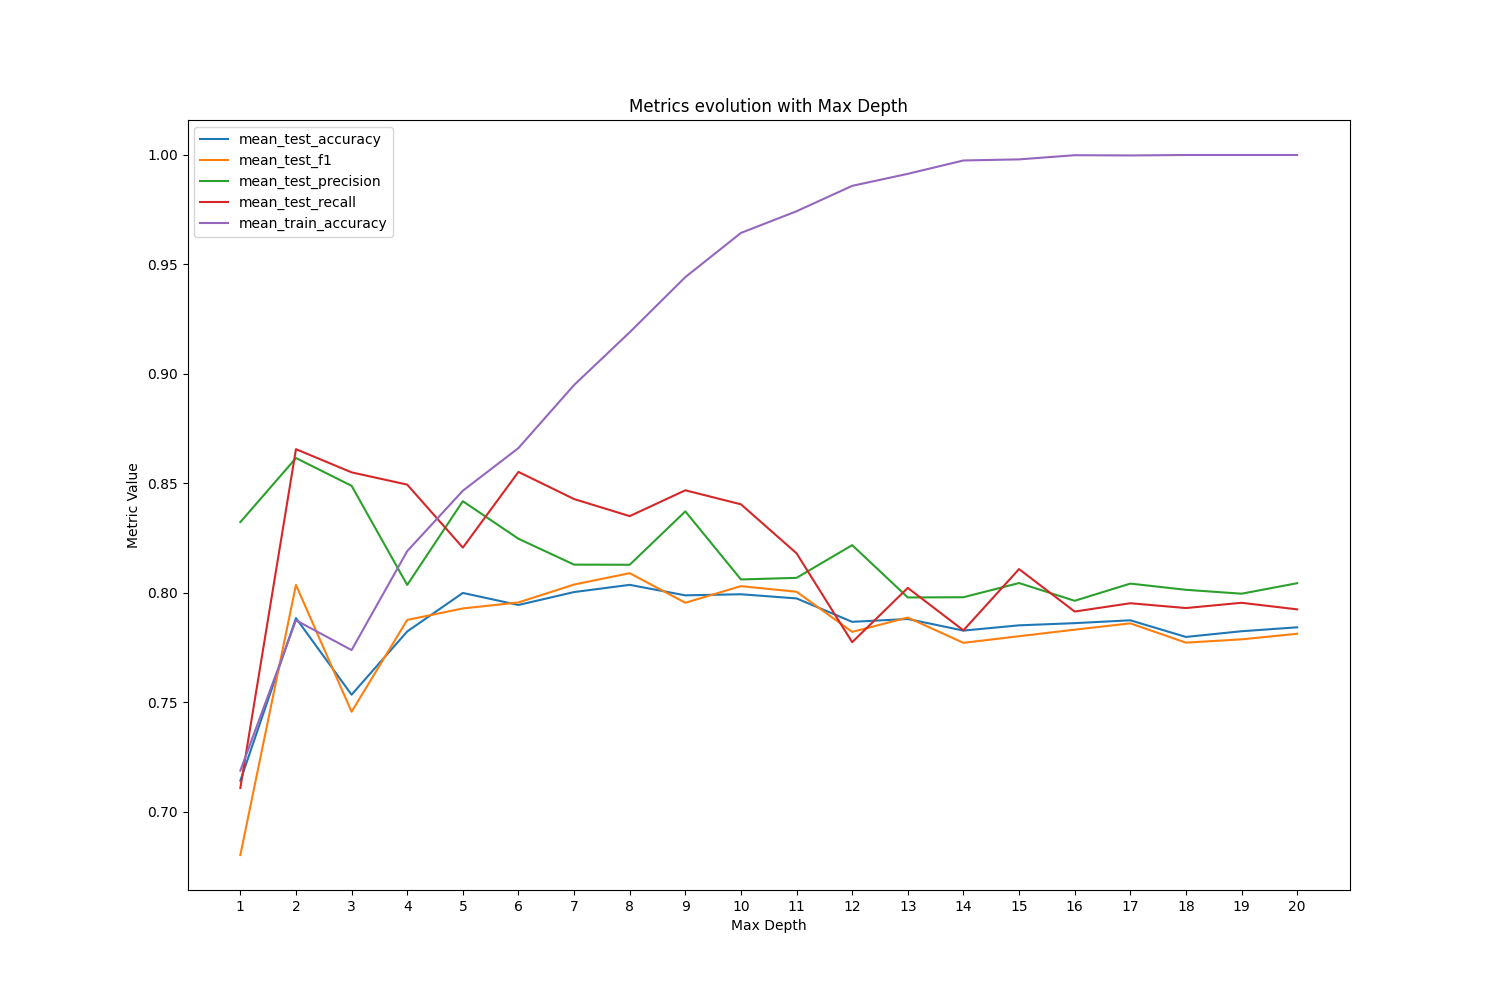 Metrics evolution with Max Depth
mean_test_accuracy
mean_test_f1
mean_test_precision
mean_test_recall
mean_train_accuracy
1.00
0.95
0.90
0.85
0.80
0.75
0.70
Metric Value
1 2 3 4 5 6 7 8 9 10 11 12 13 14 15 16 17 18 19 20
Max Depth